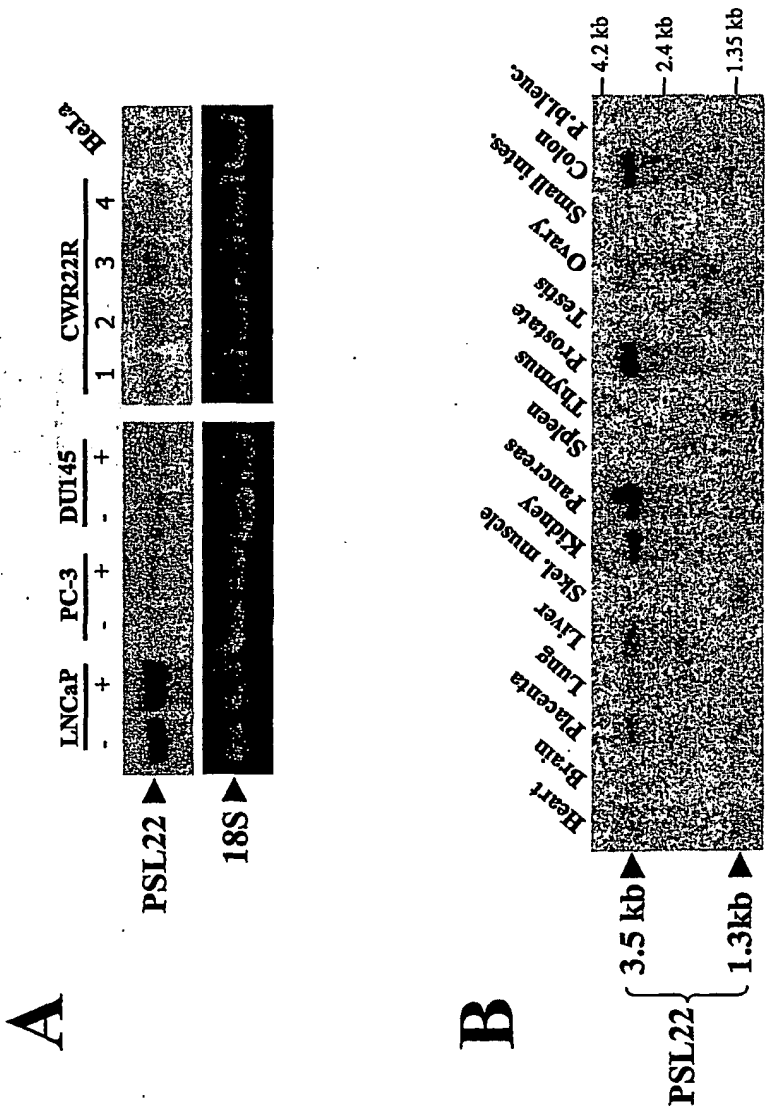 A
LNCaP PC-3 DU145 CWR22R
- + - + - + 1 2 3 4 HeLa
PSL22
18S
B
Heart Brain Placenta Lung Liver Skel. muscle Kidney Pancreas Spleen Thymus Prostate Testis Ovary Small intes. Colon P.bl.leuc.
3.5 kb
1.3kb
PSL22
4.2 kb
2.4 kb
1.35 kb